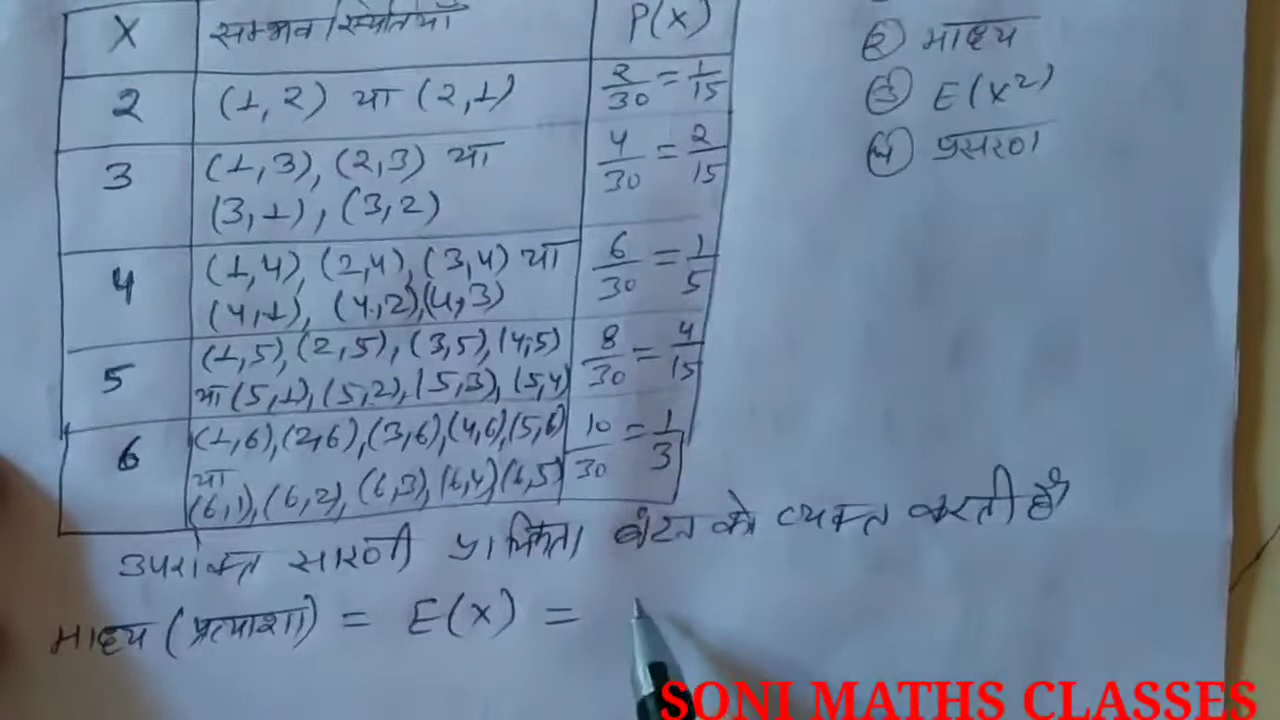 X सम्भव स्थितियाँ P(X)
2 (1, 2) या (2, 1) 2/30 = 1/15
3 (1, 3), (2, 3) या
(3, 1), (3, 2) 4/30 = 2/15
4 (1, 4), (2, 4), (3, 4) या
(4, 1), (4, 2), (4, 3) 6/30 = 1/5
5 (1, 5), (2, 5), (3, 5), (4, 5)
या (5, 1), (5, 2), (5, 3), (5, 4) 8/30 = 4/15
6 (1, 6), (2, 6), (3, 6), (4, 6), (5, 6)
या
(6, 1), (6, 2), (6, 3), (6, 4) (6, 5) 10/30 = 1/3
② माध्य
③ E(X²)
④ प्रसरण
उपरोक्त सारणी प्रायिकता बंटन को व्यक्त करती है
माध्य (प्रत्याशा) = E(X) =
SONI MATHS CLASSES